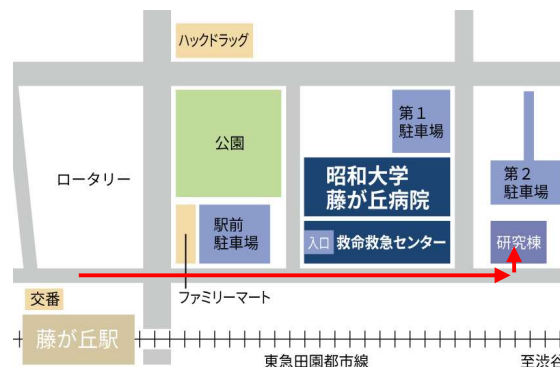 ハックドラッグ
公園
第１
駐車場
昭和大学
藤が丘病院
第２
駐車場
ロータリー
駅前
駐車場
入口
救命救急センター
研究棟
交番
ファミリーマート
藤が丘駅
東急田園都市線
至渋谷